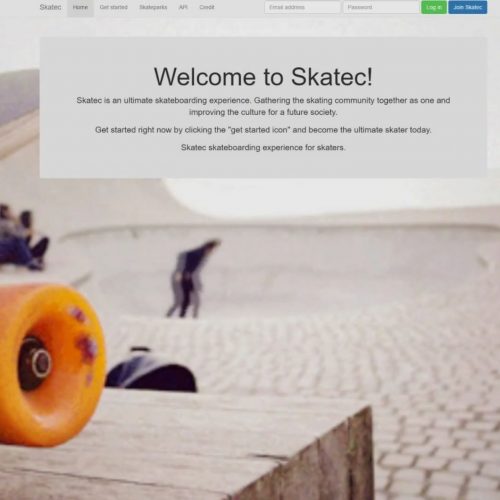 Skatec Home Get started Skateparks API Credit Email address Password Log in Join Skatec
Welcome to Skatec!
Skatec is an ultimate skateboarding experience. Gathering the skating community together as one and
improving the culture for a future society.
Get started right now by clicking the "get started icon" and become the ultimate skater today.
Skatec skateboarding experience for skaters.